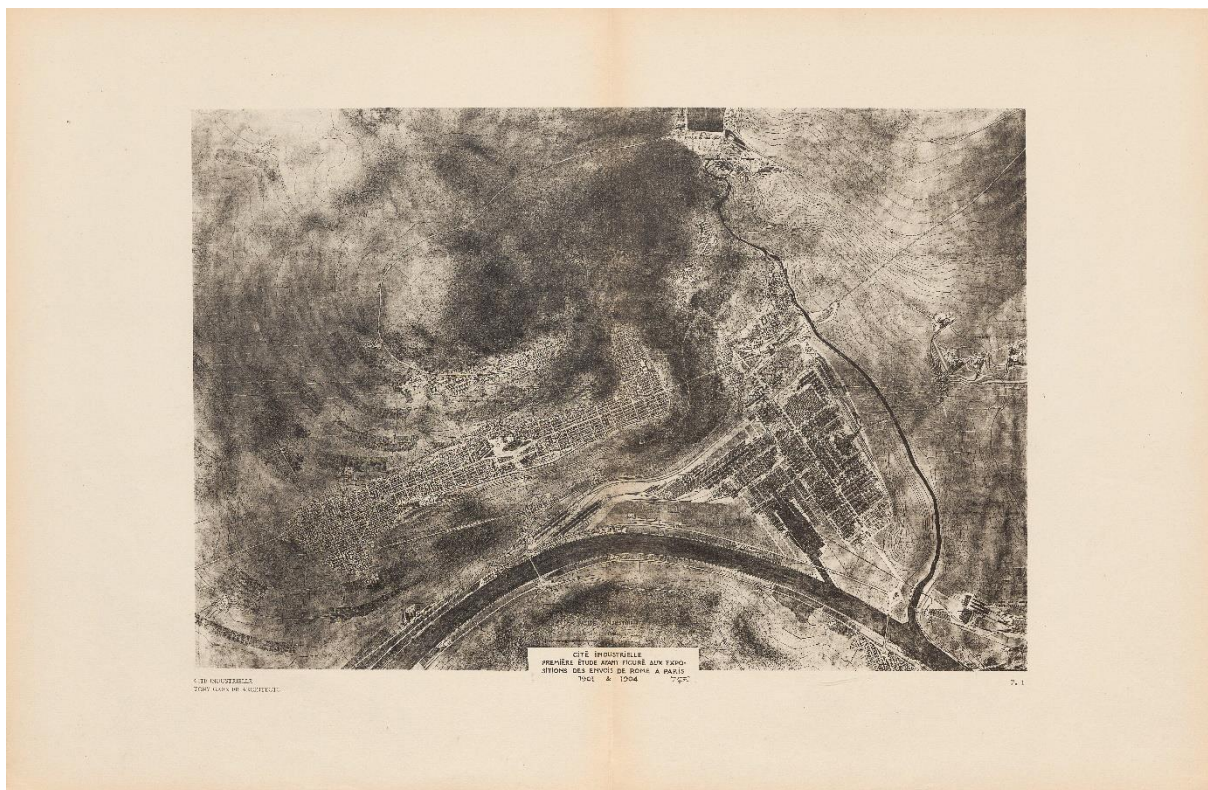 CITÉ INDUSTRIELLE
PREMIÈRE ÉTUDE AYANT FIGURÉ AUX EXPO-
SITIONS DES ENVOIS DE ROME A PARIS
& 1904
CITÉ INDUSTRIELLE
TONY GARNIER ARCHITECTE